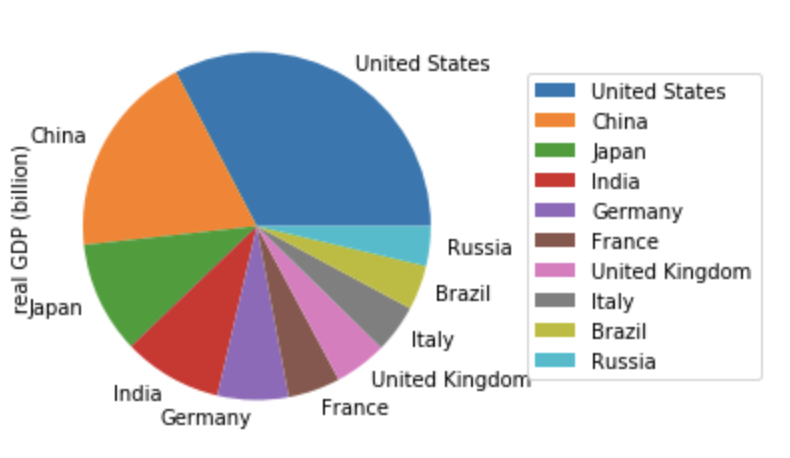 United States
China
real GDP (billion)
Japan
India
Germany
France
United Kingdom
Italy
Brazil
Russia
United States
China
Japan
India
Germany
France
United Kingdom
Italy
Brazil
Russia